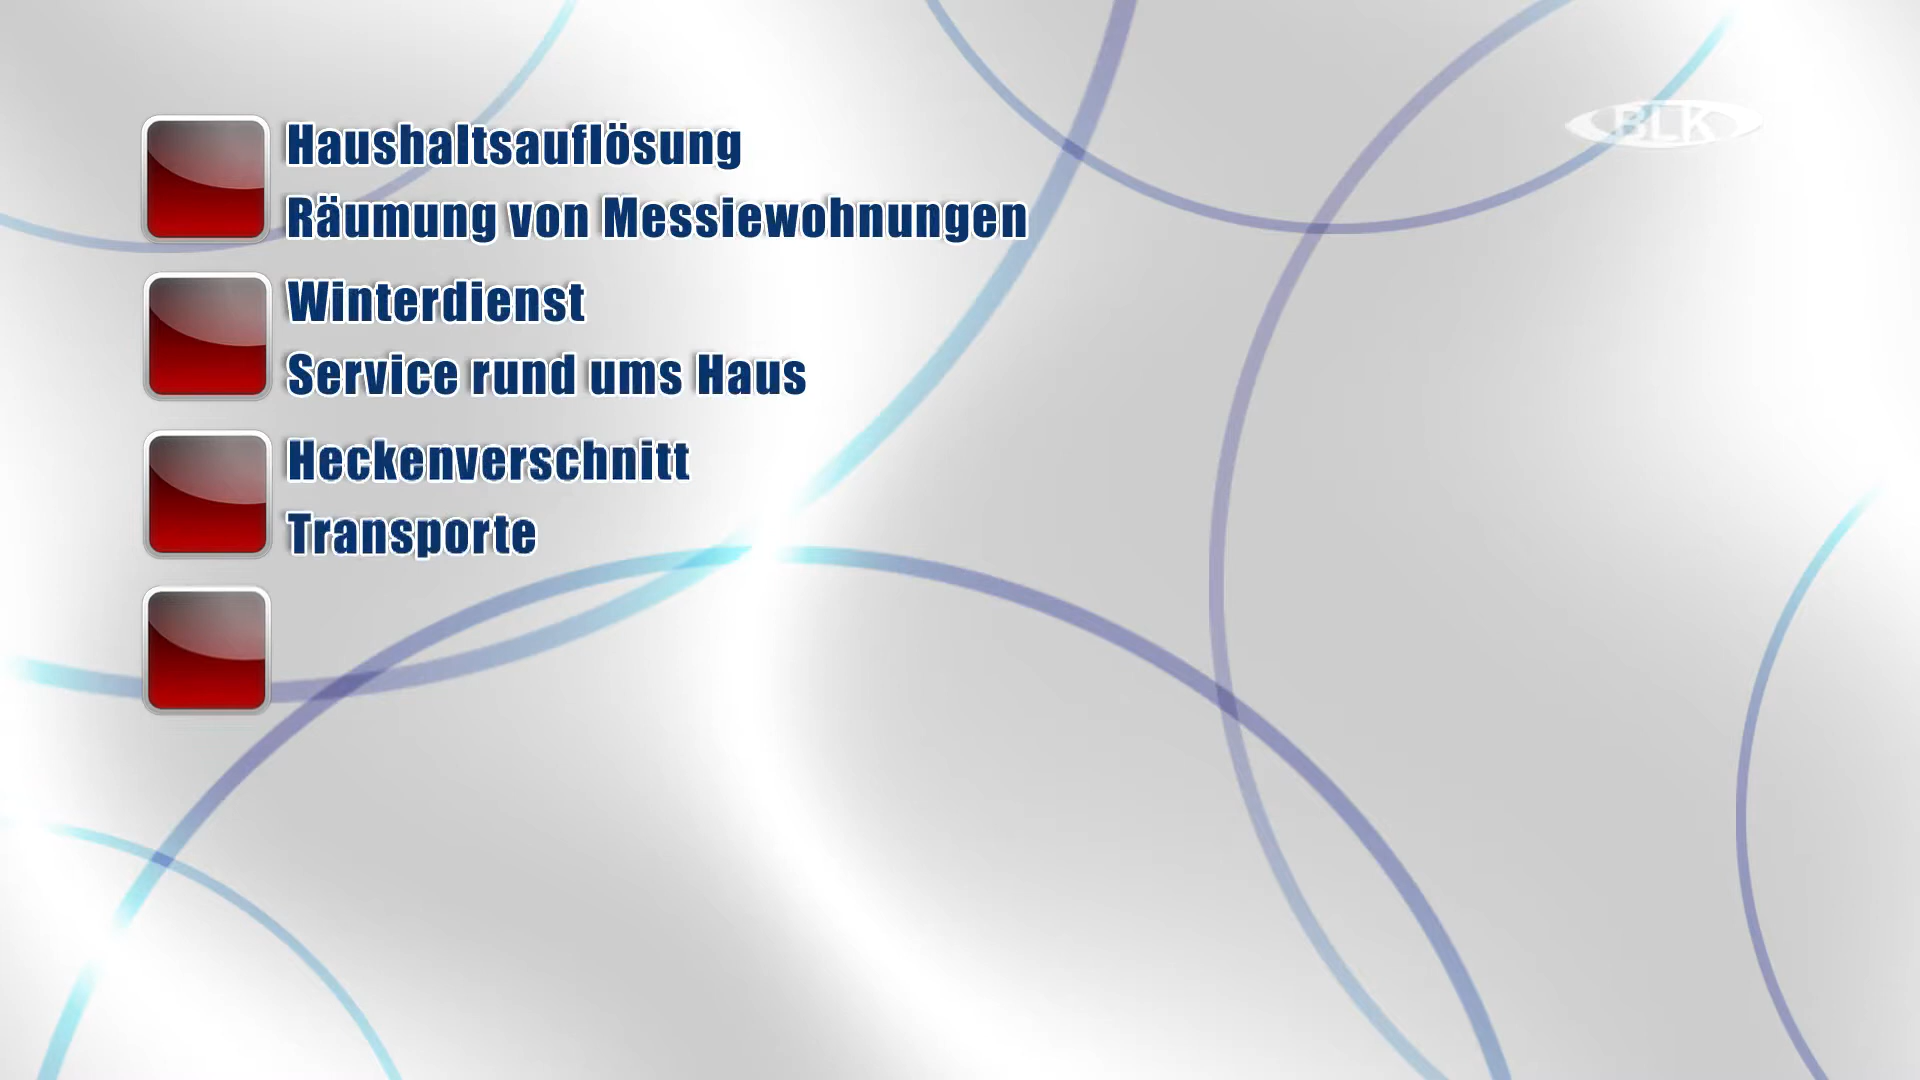 BLK
Haushaltsauflösung
Räumung von Messiewohnungen
Winterdienst
Service rund ums Haus
Heckenverschnitt
Transporte